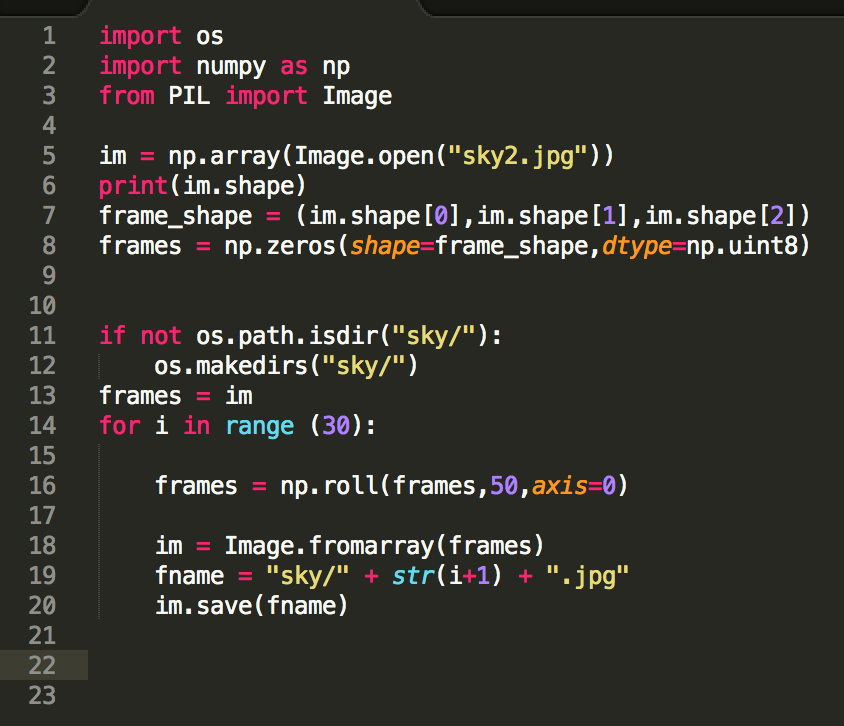 1 import os
2 import numpy as np
3 from PIL import Image
4
5 im = np.array(Image.open("sky2.jpg"))
6 print(im.shape)
7 frame_shape = (im.shape[0],im.shape[1],im.shape[2])
8 frames = np.zeros(shape=frame_shape,dtype=np.uint8)
9
10
11 if not os.path.isdir("sky/"):
12     os.makedirs("sky/")
13 frames = im
14 for i in range (30):
15
16     frames = np.roll(frames,50,axis=0)
17
18     im = Image.fromarray(frames)
19     fname = "sky/" + str(i+1) + ".jpg"
20     im.save(fname)
21
22
23